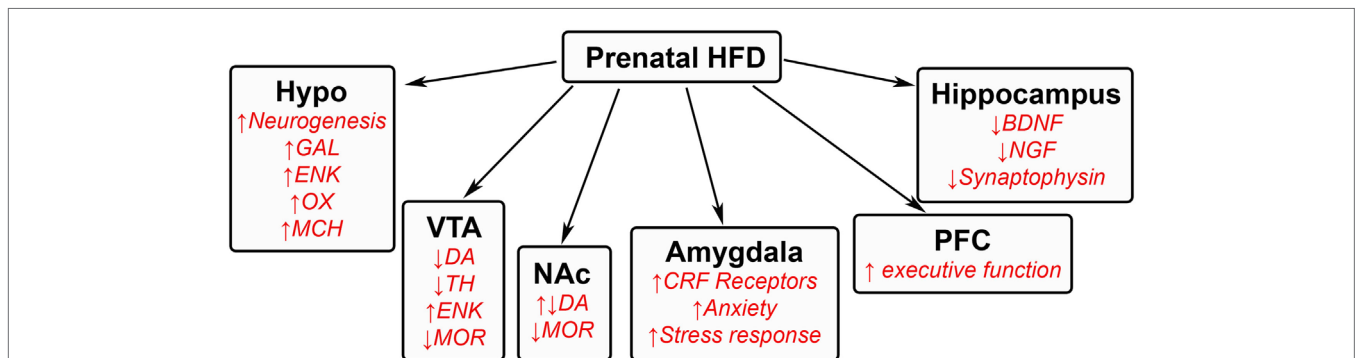 Prenatal HFD
Hypo
↑Neurogenesis
↑GAL
↑ENK
↑OX
↑MCH
VTA
↓DA
↓TH
↑ENK
↓MOR
NAc
↑↓DA
↓MOR
Amygdala
↑CRF Receptors
↑Anxiety
↑Stress response
PFC
↑ executive function
Hippocampus
↓BDNF
↓NGF
↓Synaptophysin